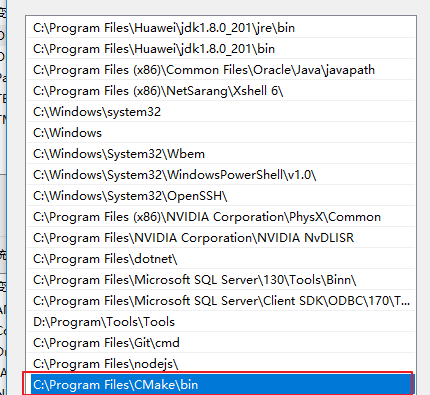 C:\Program Files\Huawei\jdk1.8.0_201\jre\bin
C:\Program Files\Huawei\jdk1.8.0_201\bin
C:\Program Files (x86)\Common Files\Oracle\Java\javapath
C:\Program Files (x86)\NetSarang\Xshell 6\
C:\Windows\system32
C:\Windows
C:\Windows\System32\Wbem
C:\Windows\System32\WindowsPowerShell\v1.0\
C:\Windows\System32\OpenSSH\
C:\Program Files (x86)\NVIDIA Corporation\PhysX\Common
C:\Program Files\NVIDIA Corporation\NVIDIA NvDLISR
C:\Program Files\dotnet\
C:\Program Files\Microsoft SQL Server\130\Tools\Binn\
C:\Program Files\Microsoft SQL Server\Client SDK\ODBC\170\T...
D:\Program\Tools\Tools
C:\Program Files\Git\cmd
C:\Program Files\nodejs\
C:\Program Files\CMake\bin